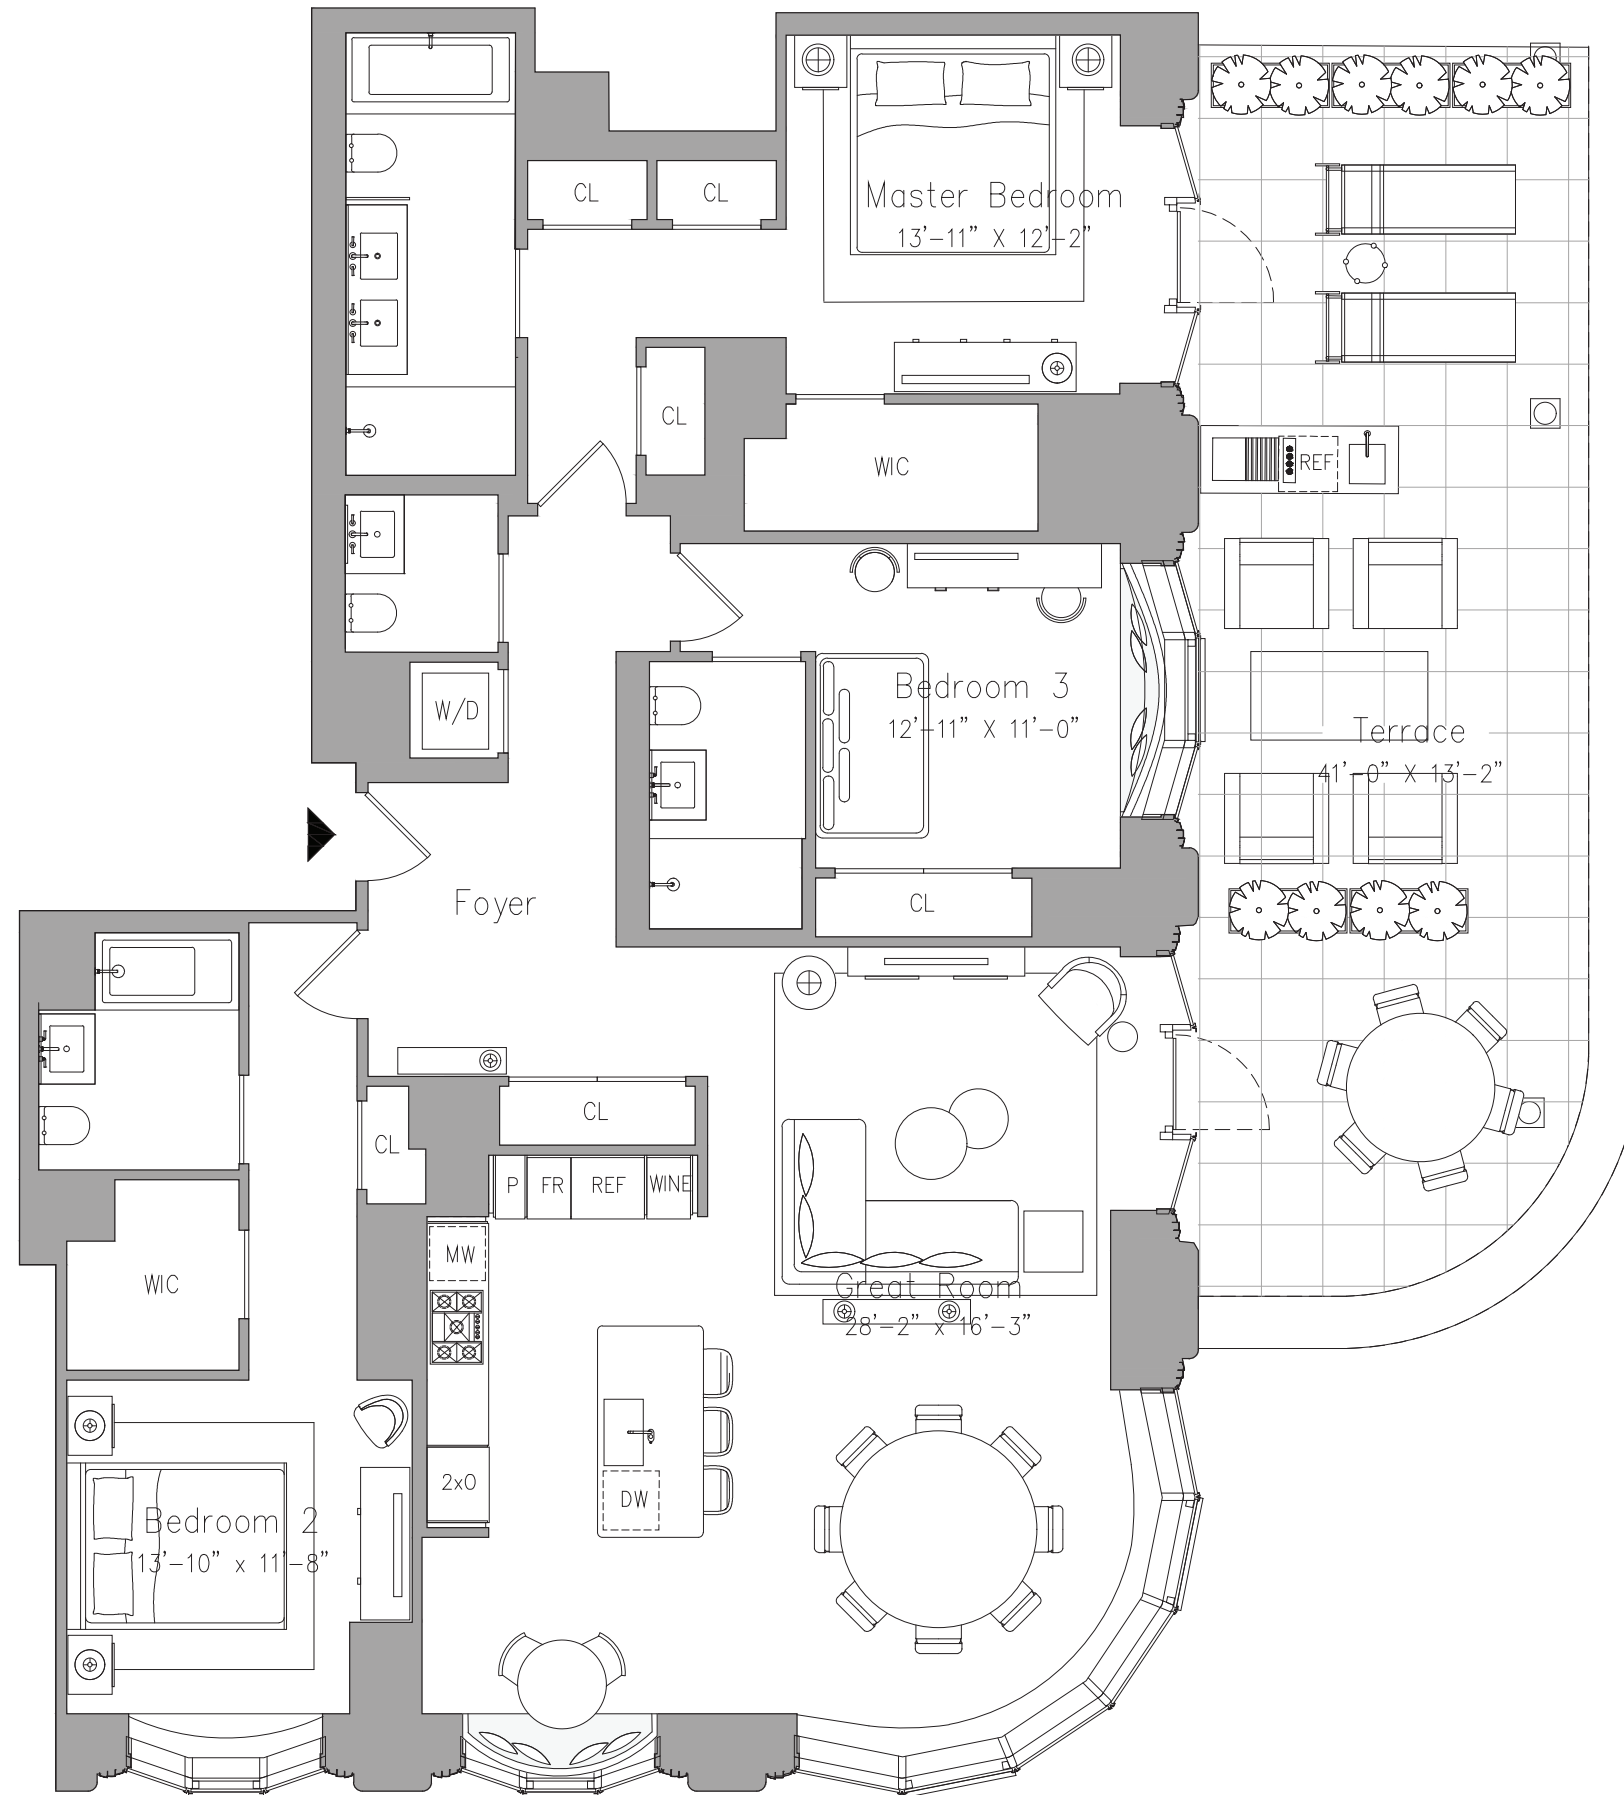 CL
CL
Master Bedroom
13'-11" X 12'-2"
CL
WIC
REF
Bedroom 3
12'-11" X 11'-0"
W/D
Terrace
41'-0" X 13'-2"
Foyer
CL
CL
CL
P
FR
REF
WINE
MW
WIC
Great Room
28'-2" x 16'-3"
2xO
DW
Bedroom 2
13'-10" x 11'-8"